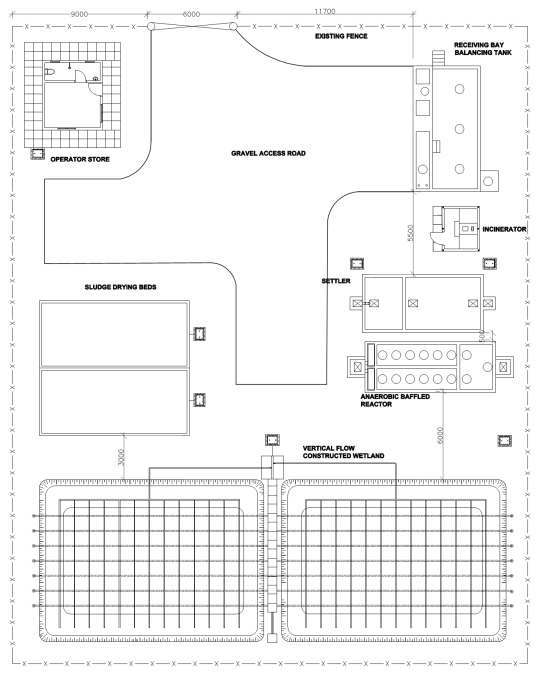 9000
6000
11700
EXISTING FENCE
RECEIVING BAY
BALANCING TANK
OPERATOR STORE
GRAVEL ACCESS ROAD
5500
INCINERATOR
SETTLER
SLUDGE DRYING BEDS
500
ANAEROBIC BAFFLED
REACTOR
3000
6000
VERTICAL FLOW
CONSTRUCTED WETLAND